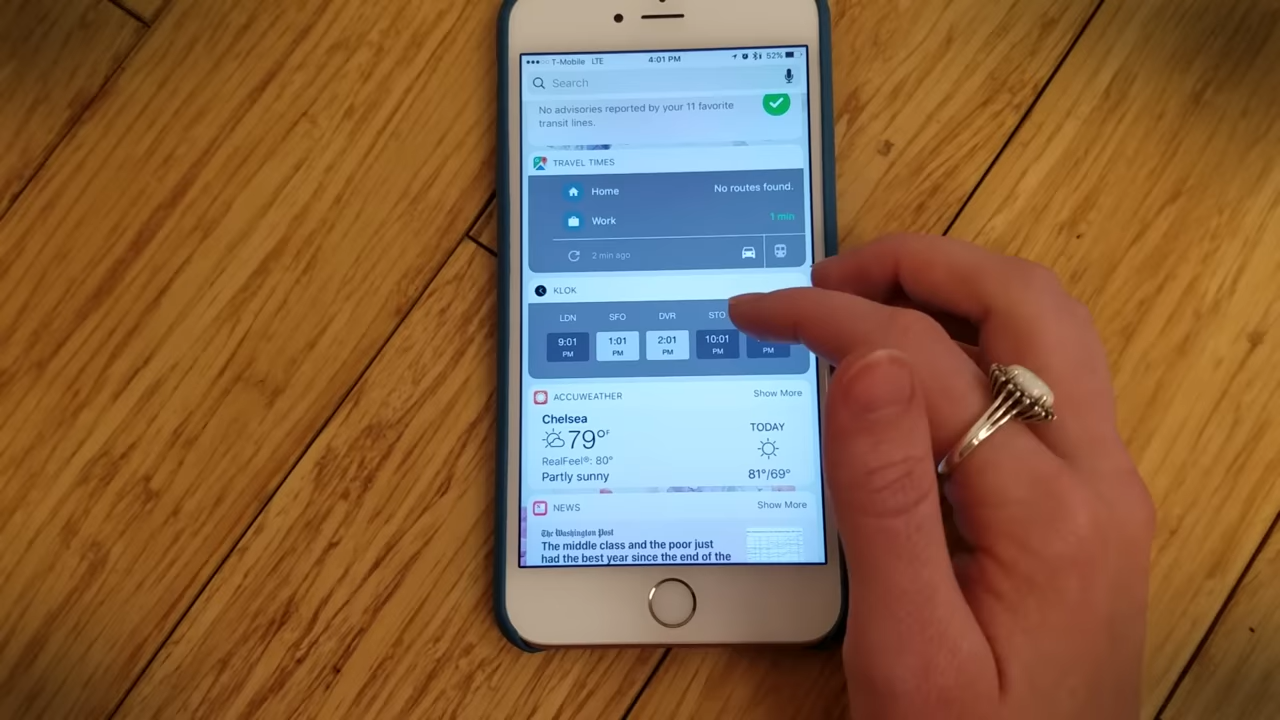 T-Mobile LTE 4:01 PM 52%
Search
No advisories reported by your 11 favorite
transit lines.
TRAVEL TIMES
Home No routes found.
Work 1 min
2 min ago
KLOK
LDN SFO DVR STO
9:01 1:01 2:01 10:01
PM PM PM PM PM
ACCUWEATHER Show More
Chelsea
79°F TODAY
RealFeel®: 80°
Partly sunny 81°/69°
NEWS Show More
The Washington Post
The middle class and the poor just
had the best year since the end of the